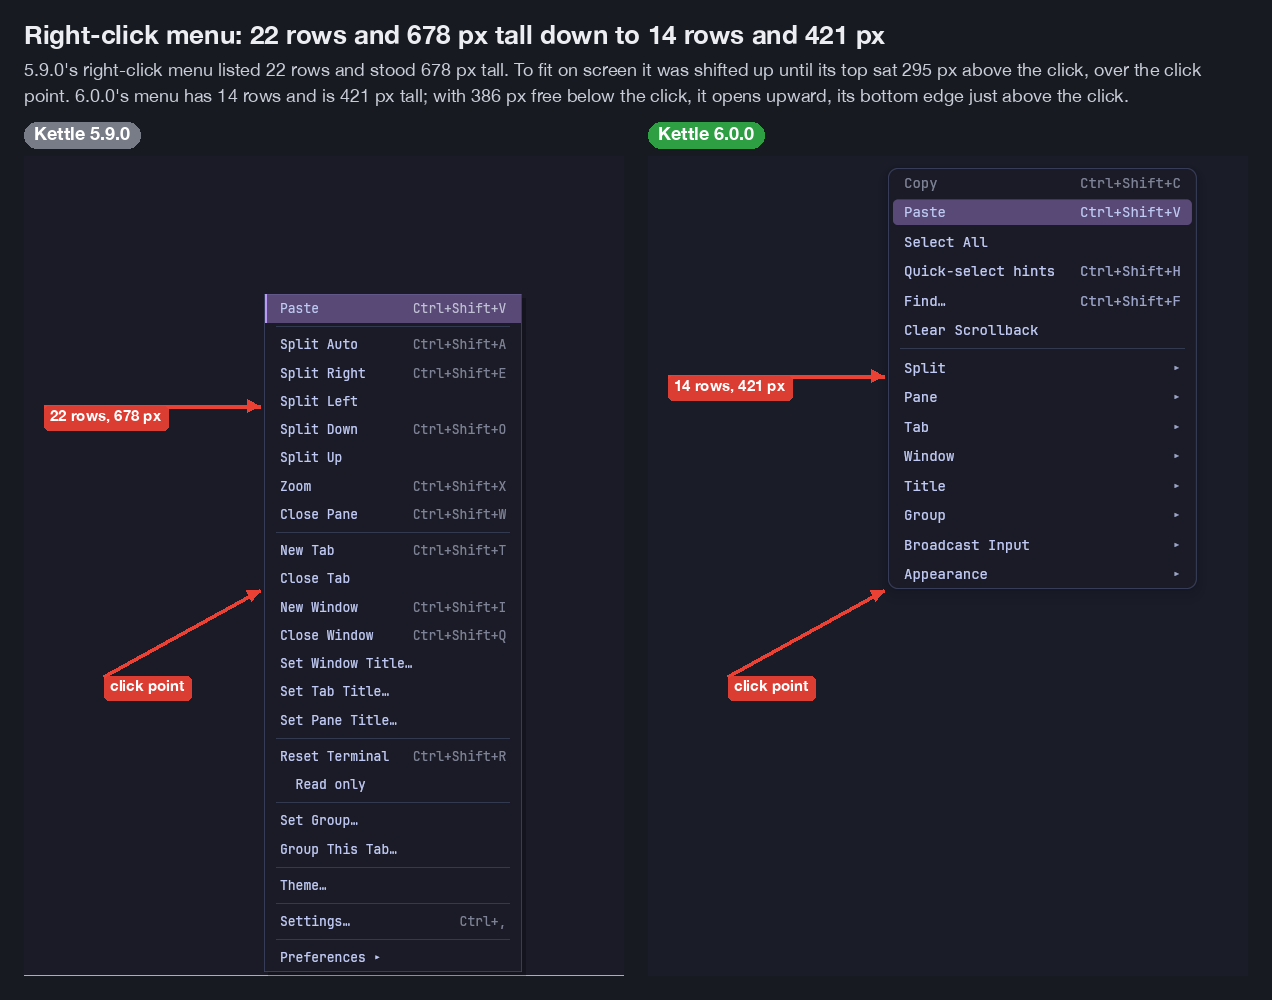 Right-click menu: 22 rows and 678 px tall down to 14 rows and 421 px
5.9.0's right-click menu listed 22 rows and stood 678 px tall. To fit on screen it was shifted up until its top sat 295 px above the click, over the click
point. 6.0.0's menu has 14 rows and is 421 px tall; with 386 px free below the click, it opens upward, its bottom edge just above the click.
Kettle 5.9.0
22 rows, 678 px
click point
Paste Ctrl+Shift+V
Split Auto Ctrl+Shift+A
Split Right Ctrl+Shift+E
Split Left
Split Down Ctrl+Shift+O
Split Up
Zoom Ctrl+Shift+X
Close Pane Ctrl+Shift+W
New Tab Ctrl+Shift+T
Close Tab
New Window Ctrl+Shift+I
Close Window Ctrl+Shift+Q
Set Window Title…
Set Tab Title…
Set Pane Title…
Reset Terminal Ctrl+Shift+R
Read only
Set Group…
Group This Tab…
Theme…
Settings… Ctrl+,
Preferences ▸
Kettle 6.0.0
14 rows, 421 px
click point
Copy Ctrl+Shift+C
Paste Ctrl+Shift+V
Select All
Quick-select hints Ctrl+Shift+H
Find… Ctrl+Shift+F
Clear Scrollback
Split ▸
Pane ▸
Tab ▸
Window ▸
Title ▸
Group ▸
Broadcast Input ▸
Appearance ▸